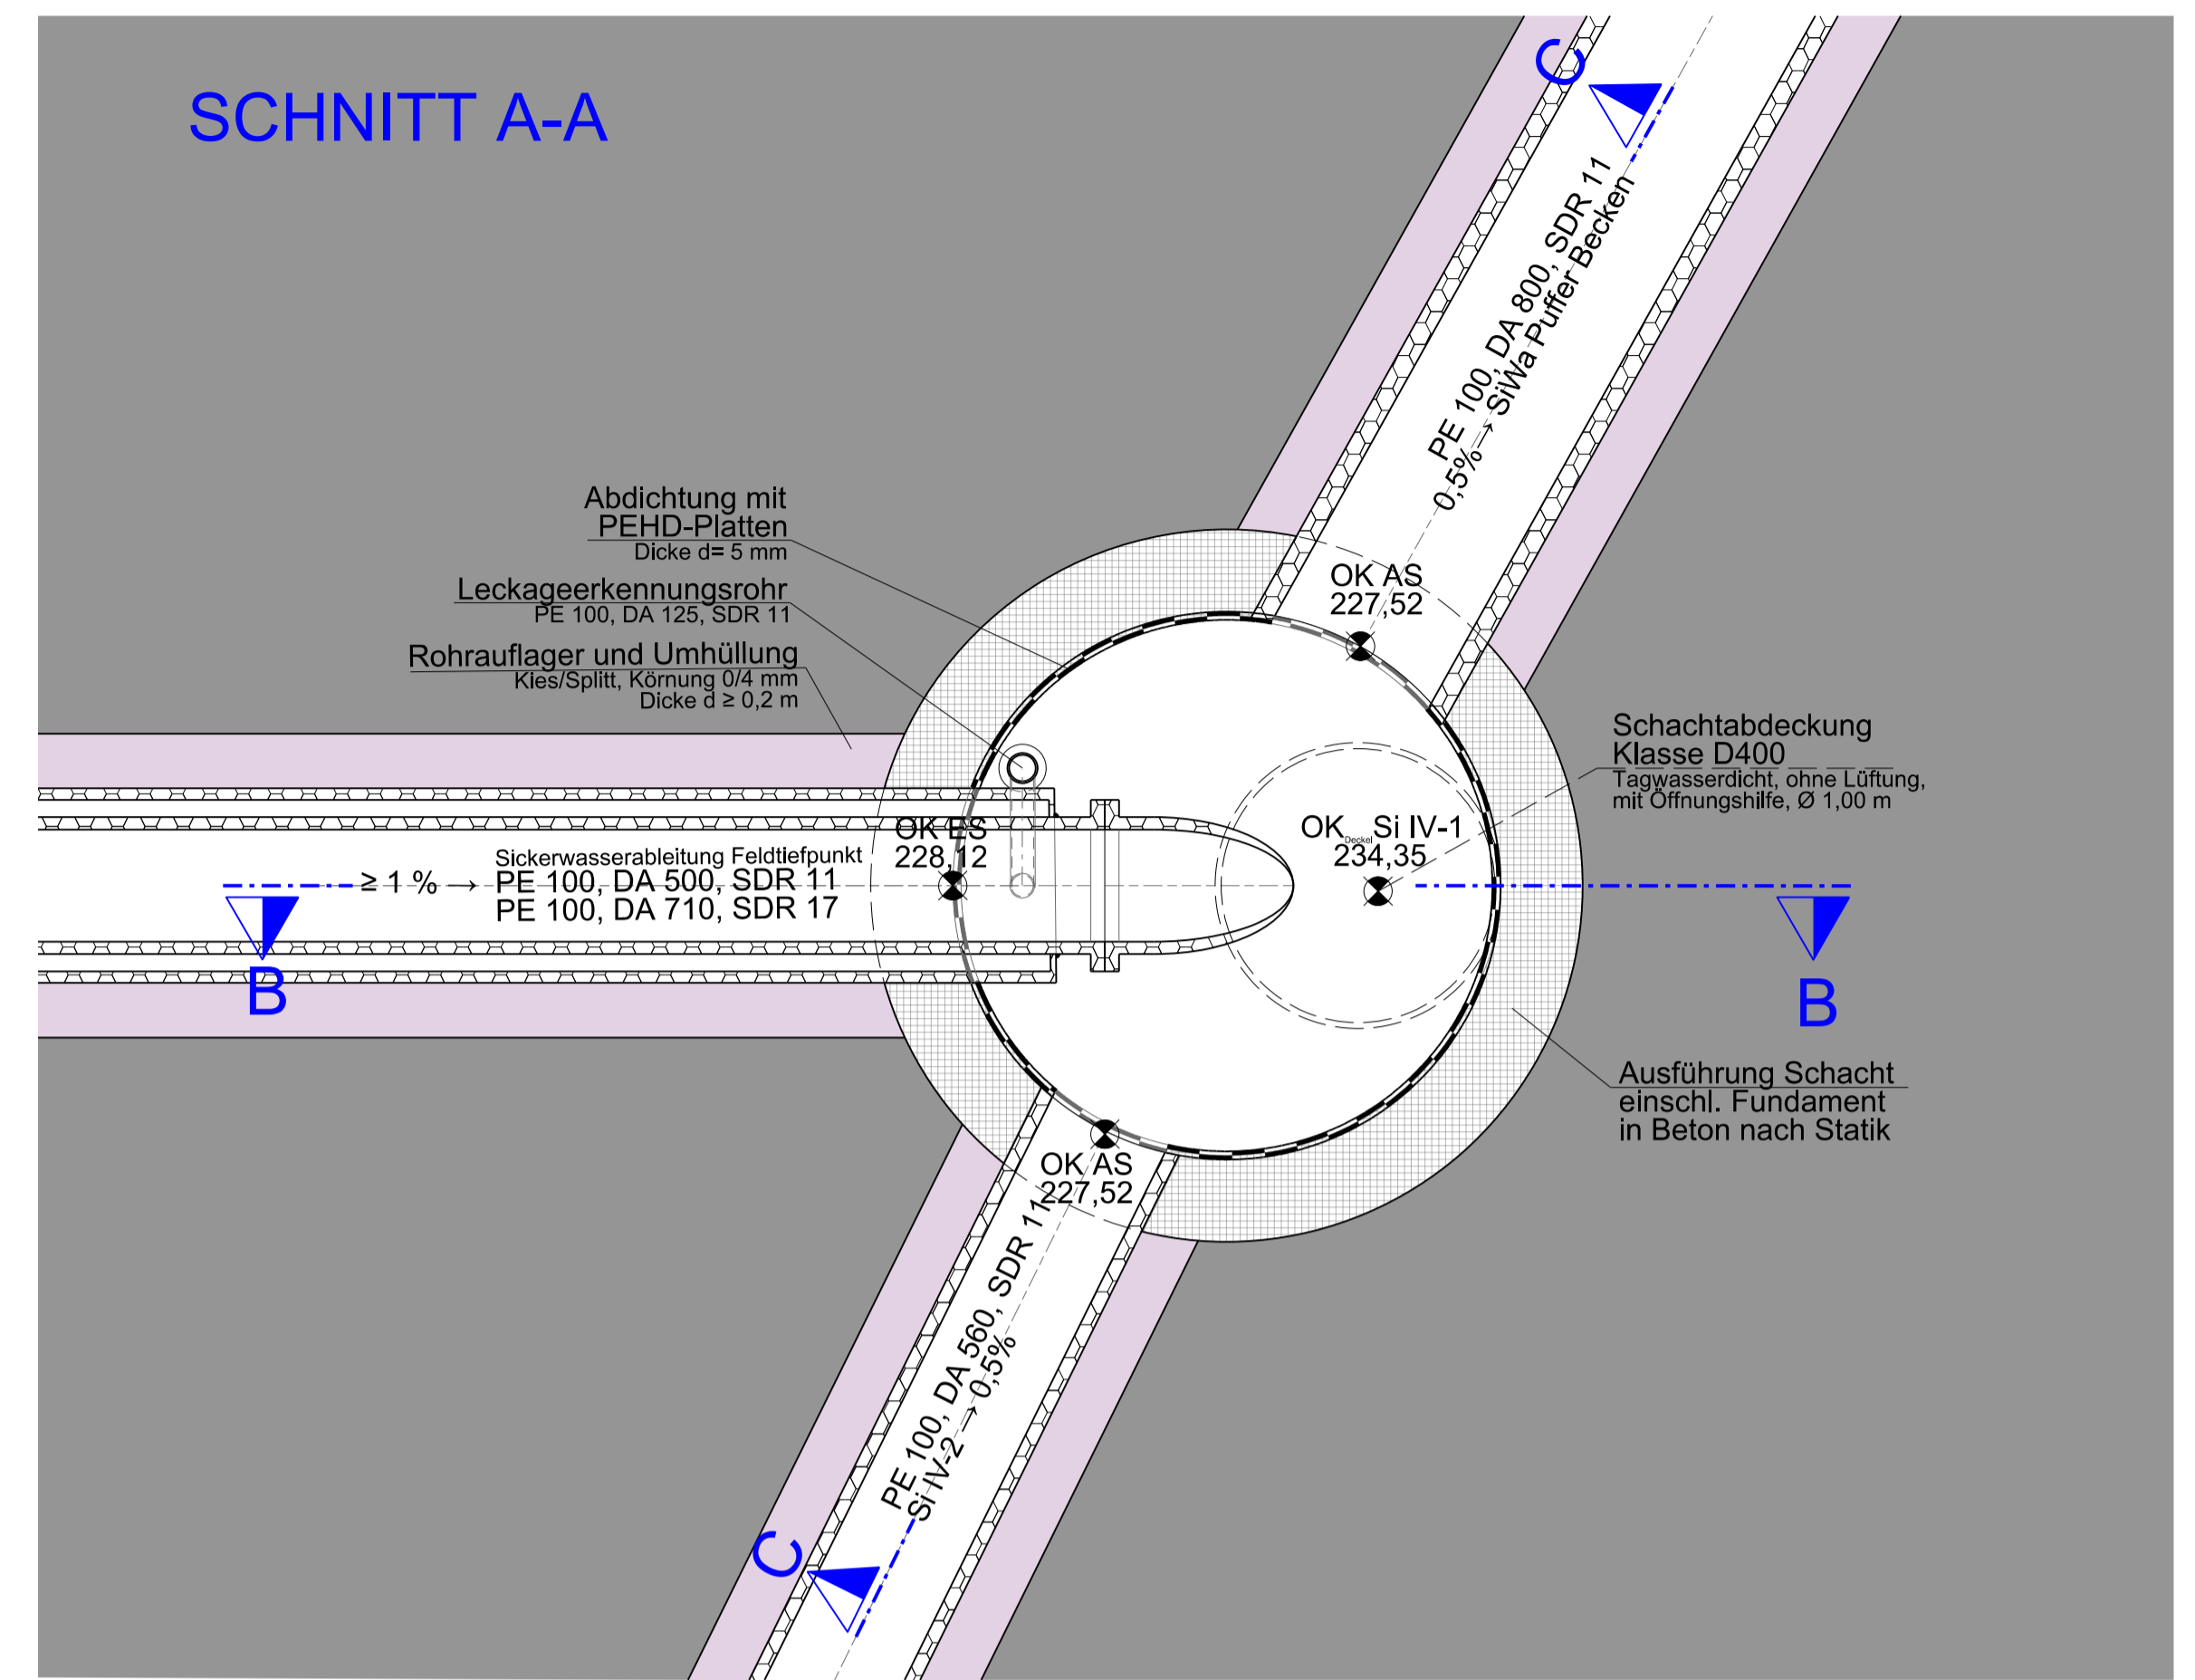 SCHNITT A-A
C
PE 100, DA 800, SDR 11
0,5% → SiWa Puffer Becken
Abdichtung mit
PEHD-Platten
Dicke d= 5 mm
Leckageerkennungsrohr
PE 100, DA 125, SDR 11
Rohrauflager und Umhüllung
Kies/Splitt, Körnung 0/4 mm
Dicke d ≥ 0,2 m
OK AS
227,52
Schachtabdeckung
Klasse D400
Tagwasserdicht, ohne Lüftung,
mit Öffnungshilfe, Ø 1,00 m
OK ES
228,12
OK Deckel Si IV-1
234,35
≥ 1 % →
Sickerwasserableitung Feldtiefpunkt
PE 100, DA 500, SDR 11
PE 100, DA 710, SDR 17
B
B
Ausführung Schacht
einschl. Fundament
in Beton nach Statik
OK AS
227,52
PE 100, DA 560, SDR 11
Si IV-2 → 0,5%
C